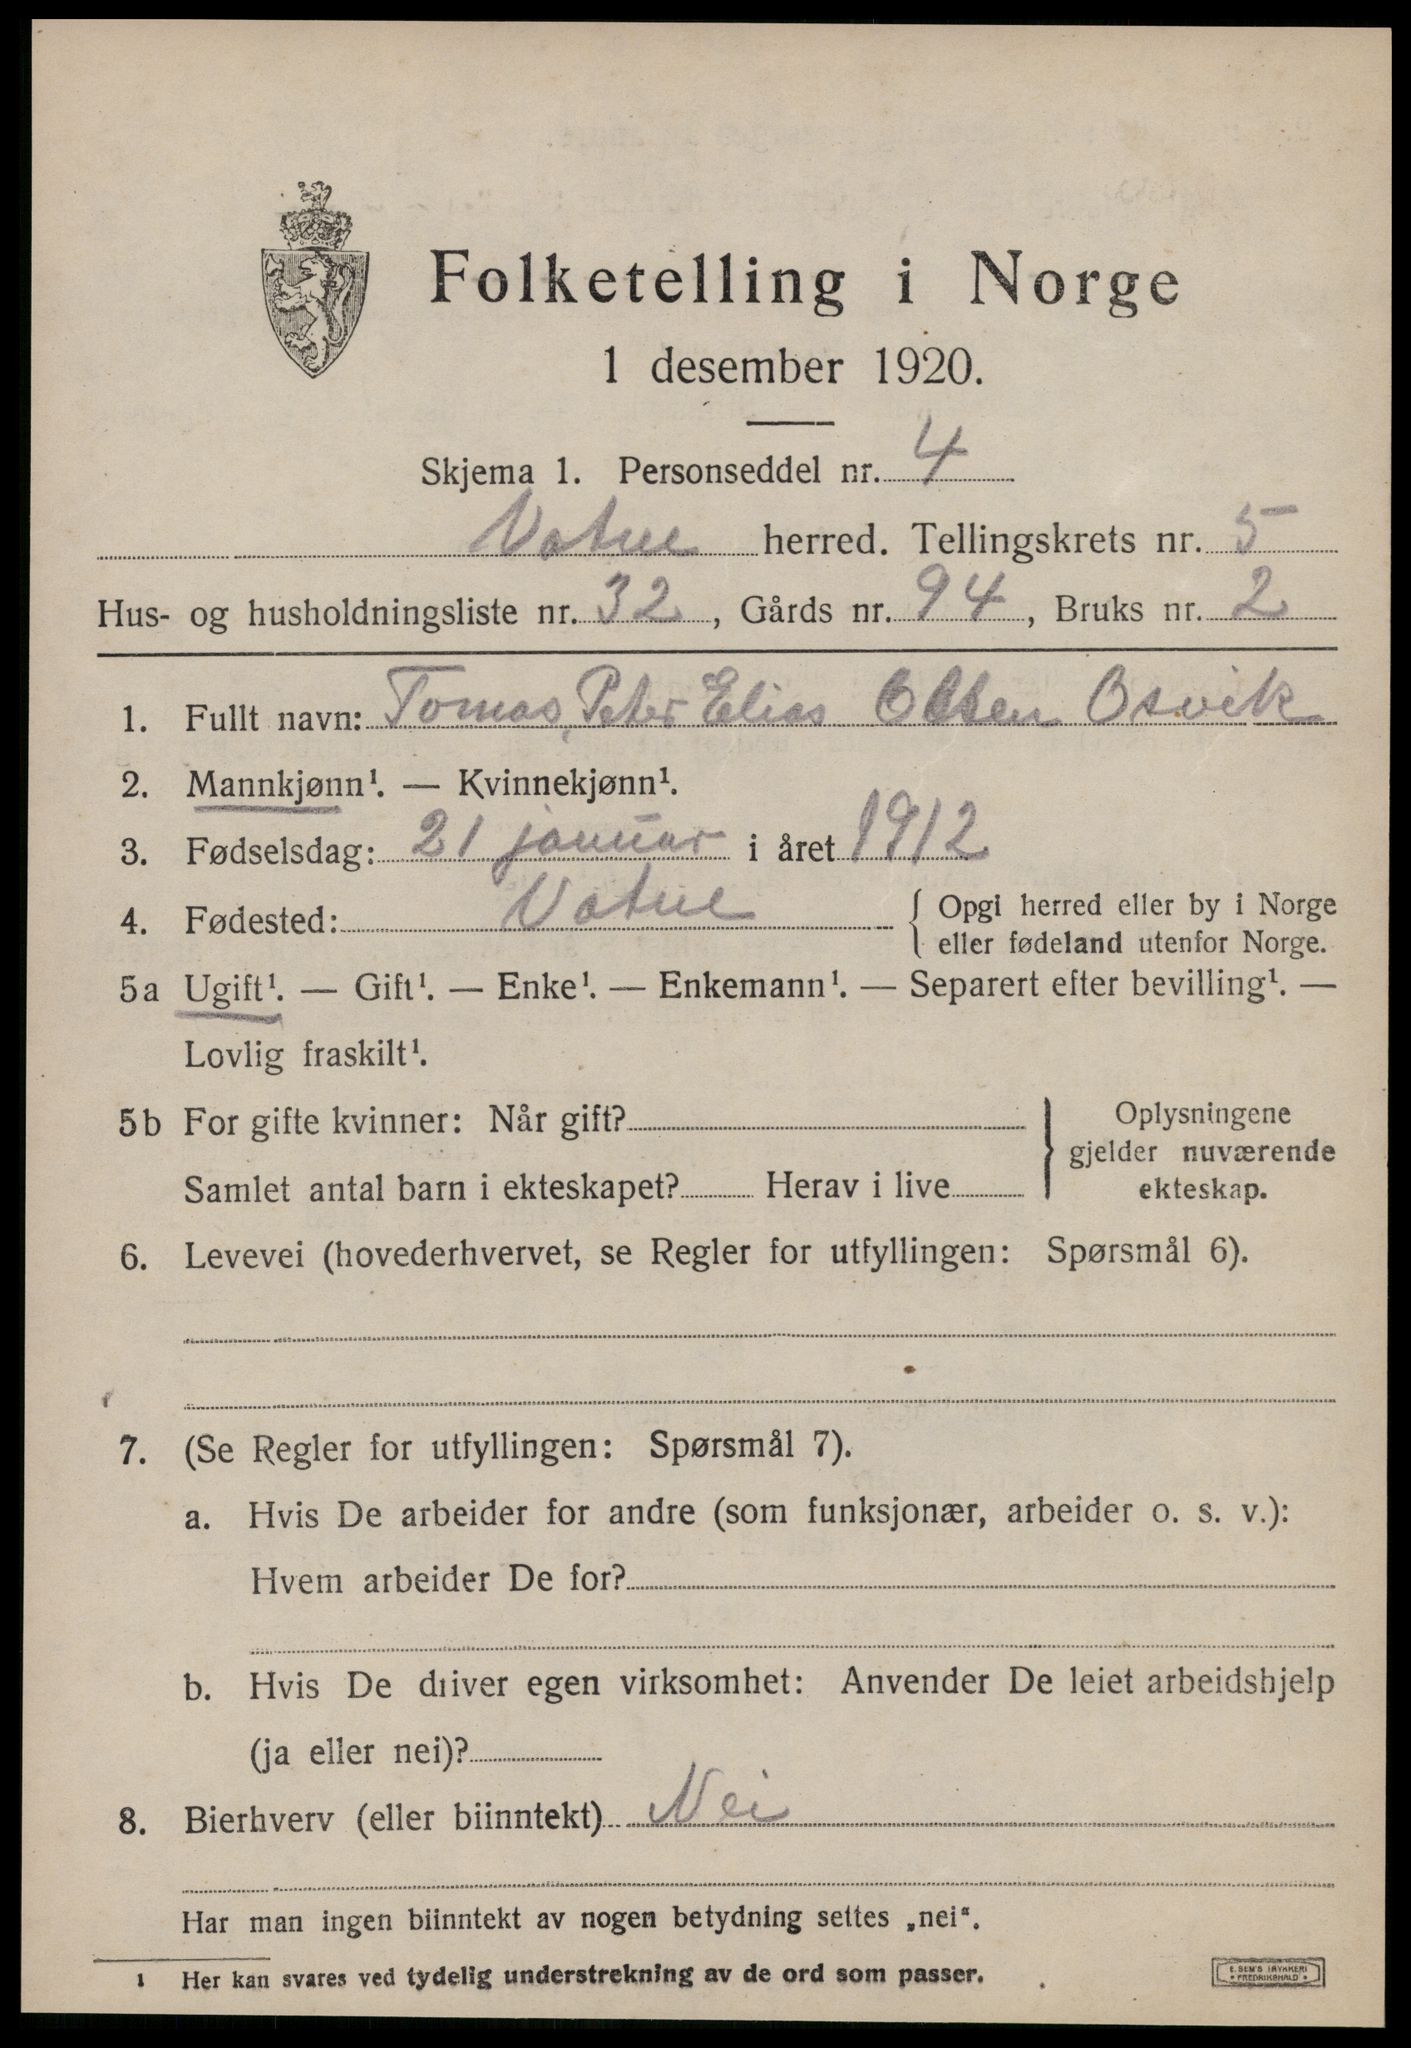 Folketelling i Norge
1 desember 1920.
Skjema 1. Personseddel nr. 4
Vatne herred. Tellingskrets nr. 5
Hus- og husholdningsliste nr. 32, Gårds nr. 94, Bruks nr. 2
1. Fullt navn: Tomas, Peter Elias Olsen Osvik
2. Mannkjønn¹. — Kvinnekjønn¹.
3. Fødselsdag: 21 januar i året 1912
4. Fødested: Vatne { Opgi herred eller by i Norge
eller fødeland utenfor Norge.
5a Ugift¹. — Gift¹. — Enke¹. — Enkemann¹. — Separert efter bevilling¹. —
Lovlig fraskilt¹.
5b For gifte kvinner: Når gift?
Samlet antal barn i ekteskapet? Herav i live
} Oplysningene
gjelder nuværende
ekteskap.
6. Levevei (hovederhvervet, se Regler for utfyllingen: Spørsmål 6).
7. (Se Regler for utfyllingen: Spørsmål 7).
a. Hvis De arbeider for andre (som funksjonær, arbeider o. s. v.):
Hvem arbeider De for?
b. Hvis De driver egen virksomhet: Anvender De leiet arbeidshjelp
(ja eller nei)?
8. Bierhverv (eller biinntekt) Nei
Har man ingen biinntekt av nogen betydning settes „nei".
1 Her kan svares ved tydelig understrekning av de ord som passer.
E. SEM'S TRYKKERI
• FREDRIKSHALD •